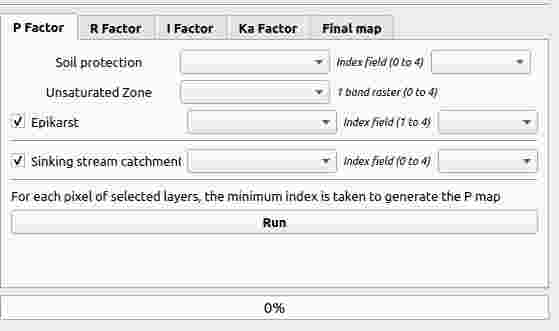 P Factor R Factor I Factor Ka Factor Final map
Soil protection Index field (0 to 4)
Unsaturated Zone 1 band raster (0 to 4)
Epikarst Index field (1 to 4)
Sinking stream catchment Index field (0 to 4)
For each pixel of selected layers, the minimum index is taken to generate the P map
Run
0%